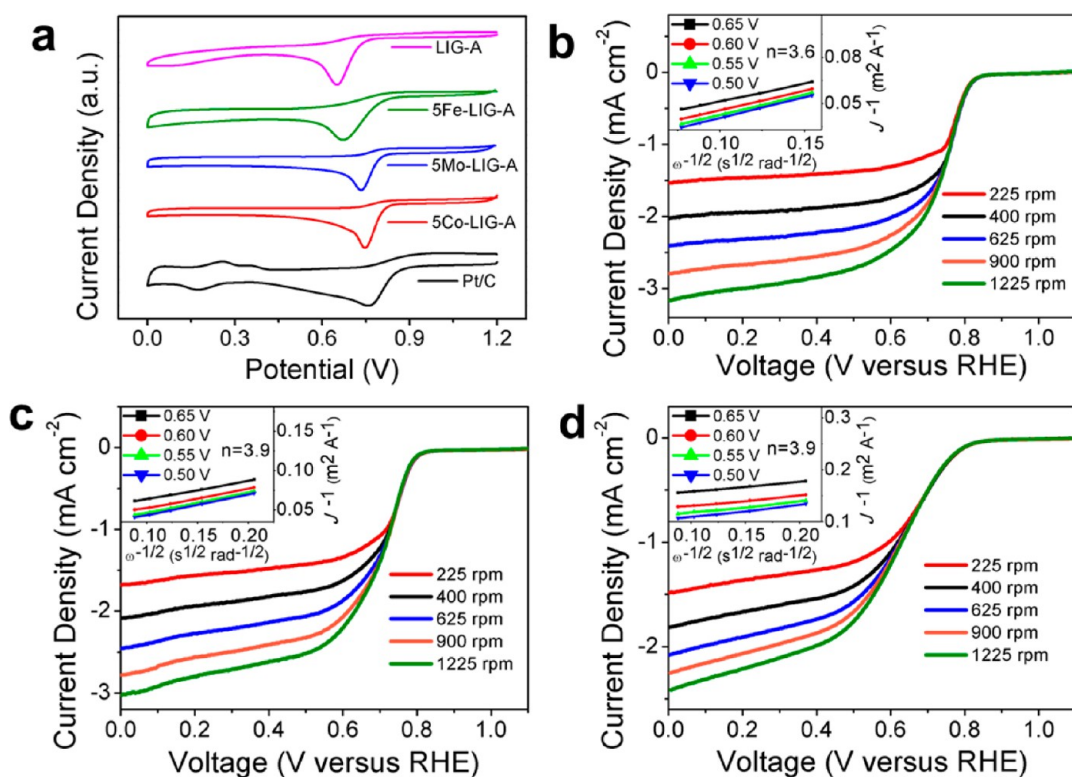 a
Current Density (a.u.)
LIG-A
5Fe-LIG-A
5Mo-LIG-A
5Co-LIG-A
Pt/C
0.0 0.3 0.6 0.9 1.2
Potential (V)
b
Current Density (mA cm-2)
0
-1
-2
-3
0.65 V
0.60 V
0.55 V
0.50 V
n=3.6
0.08
0.05
J -1 (m2 A-1)
0.10 0.15
ω-1/2 (s1/2 rad-1/2)
225 rpm
400 rpm
625 rpm
900 rpm
1225 rpm
0.0 0.2 0.4 0.6 0.8 1.0
Voltage (V versus RHE)
c
Current Density (mA cm-2)
0
-1
-2
-3
0.65 V
0.60 V
0.55 V
0.50 V
n=3.9
0.15
0.10
0.05
J -1 (m2 A-1)
0.10 0.15 0.20
ω-1/2 (s1/2 rad-1/2)
225 rpm
400 rpm
625 rpm
900 rpm
1225 rpm
0.0 0.2 0.4 0.6 0.8 1.0
Voltage (V versus RHE)
d
Current Density (mA cm-2)
0
-1
-2
0.65 V
0.60 V
0.55 V
0.50 V
n=3.9
0.3
0.2
0.1
J -1 (m2 A-1)
0.10 0.15 0.20
ω-1/2 (s1/2 rad-1/2)
225 rpm
400 rpm
625 rpm
900 rpm
1225 rpm
0.0 0.2 0.4 0.6 0.8 1.0
Voltage (V versus RHE)